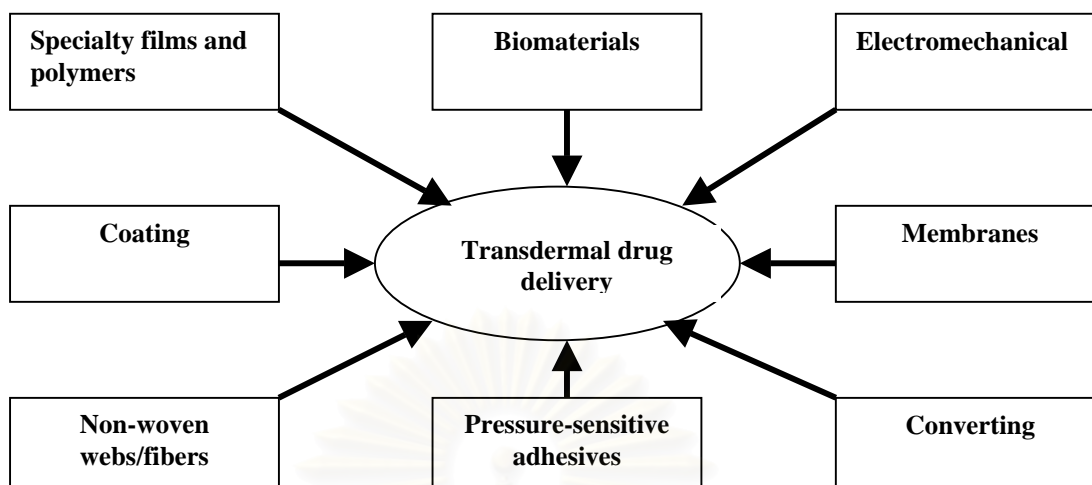 Specialty films and
polymers
Biomaterials
Electromechanical
Coating
Transdermal drug
delivery
Membranes
Non-woven
webs/fibers
Pressure-sensitive
adhesives
Converting